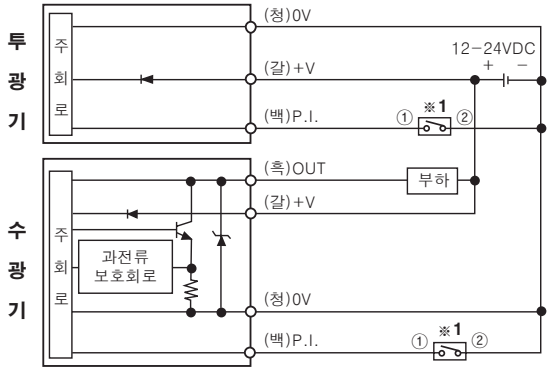 투광기
주회로
(청)0V
(갈)+V
(백)P.I.
12-24VDC
+ -
※1
① ②
수광기
주회로
과전류
보호회로
(흑)OUT
부하
(갈)+V
(청)0V
(백)P.I.
※1
① ②